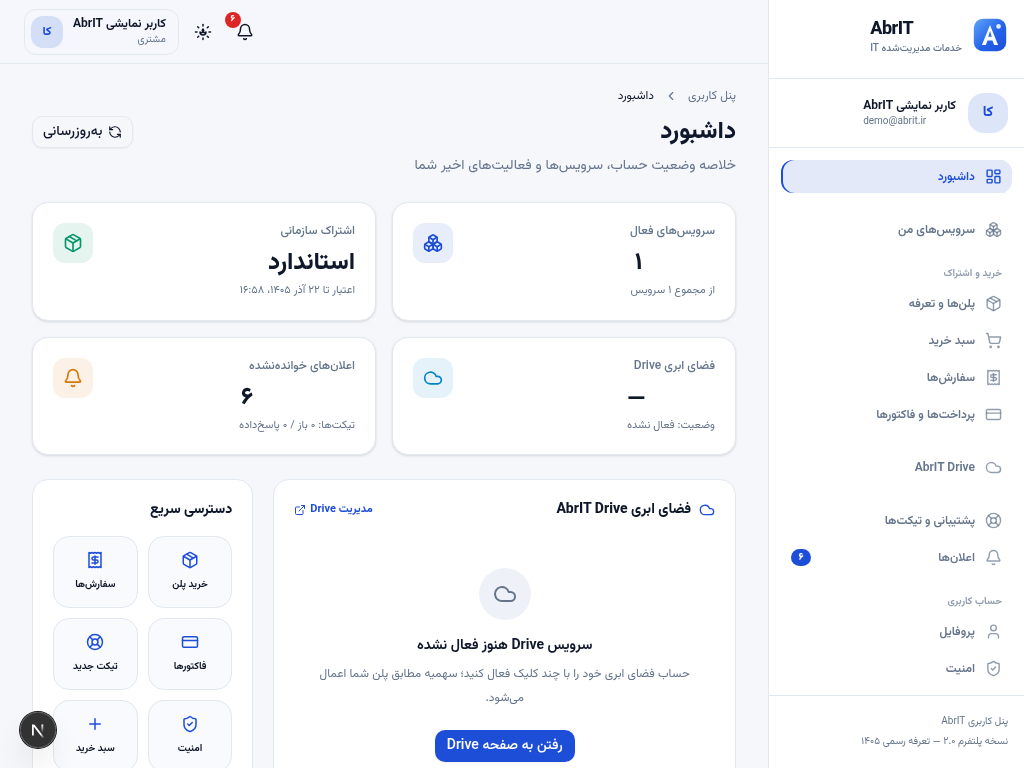 AbrIT
خدمات مدیریت‌شده IT
کا
کاربر نمایشی AbrIT
demo@abrit.ir
داشبورد
سرویس‌های من
خرید و اشتراک
پلن‌ها و تعرفه
سبد خرید
سفارش‌ها
پرداخت‌ها و فاکتورها
AbrIT Drive
پشتیبانی و تیکت‌ها
اعلان‌ها
۶
حساب کاربری
پروفایل
امنیت
پنل کاربری AbrIT
نسخه پلتفرم ۲.۰ — تعرفه رسمی ۱۴۰۵
۶
کاربر نمایشی AbrIT
مشتری
کا
پنل کاربری
داشبورد
داشبورد
خلاصه وضعیت حساب، سرویس‌ها و فعالیت‌های اخیر شما
به‌روزرسانی
سرویس‌های فعال
۱
از مجموع ۱ سرویس
اشتراک سازمانی
استاندارد
اعتبار تا ۲۲ آذر ۱۴۰۵، ۱۶:۵۸
فضای ابری Drive
—
وضعیت: فعال نشده
اعلان‌های خوانده‌نشده
۶
تیکت‌ها: ۰ باز / ۰ پاسخ‌داده
فضای ابری AbrIT Drive
مدیریت Drive
سرویس Drive هنوز فعال نشده
حساب فضای ابری خود را با چند کلیک فعال کنید؛ سهمیه مطابق پلن شما اعمال
می‌شود.
رفتن به صفحه Drive
دسترسی سریع
خرید پلن
سفارش‌ها
فاکتورها
تیکت جدید
امنیت
سبد خرید
N